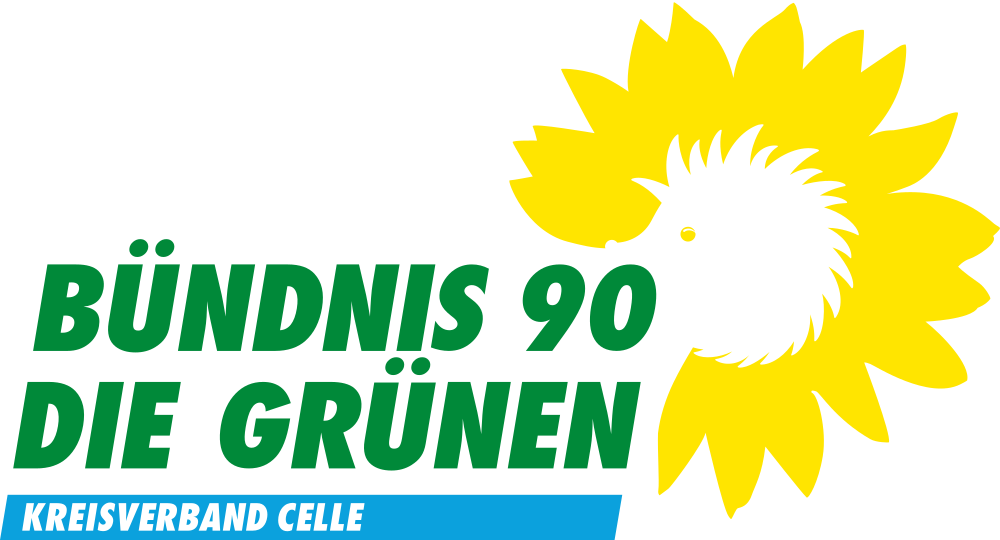 BÜNDNIS 90
DIE GRÜNEN
KREISVERBAND CELLE